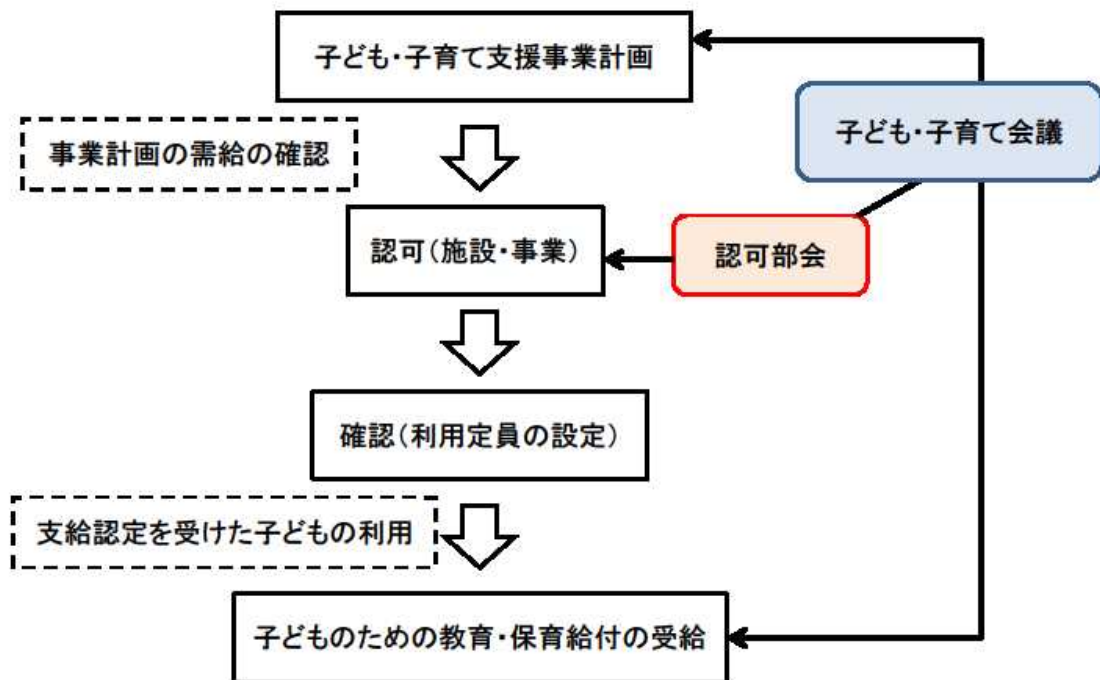 子ども・子育て支援事業計画
子ども・子育て会議
事業計画の需給の確認
認可(施設・事業)
認可部会
確認(利用定員の設定)
支給認定を受けた子どもの利用
子どものための教育・保育給付の受給